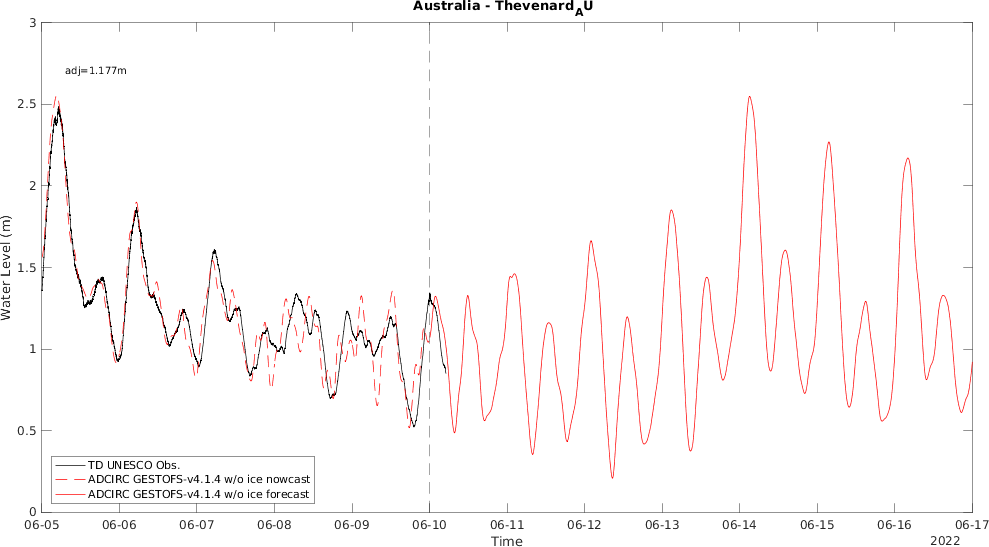 Australia - Thevenard_AU
3
adj=1.177m
2.5
2
1.5
1
0.5
0
Water Level (m)
TD UNESCO Obs.
ADCIRC GESTOFS-v4.1.4 w/o ice nowcast
ADCIRC GESTOFS-v4.1.4 w/o ice forecast
06-05 06-06 06-07 06-08 06-09 06-10 06-11 06-12 06-13 06-14 06-15 06-16 06-17
Time
2022